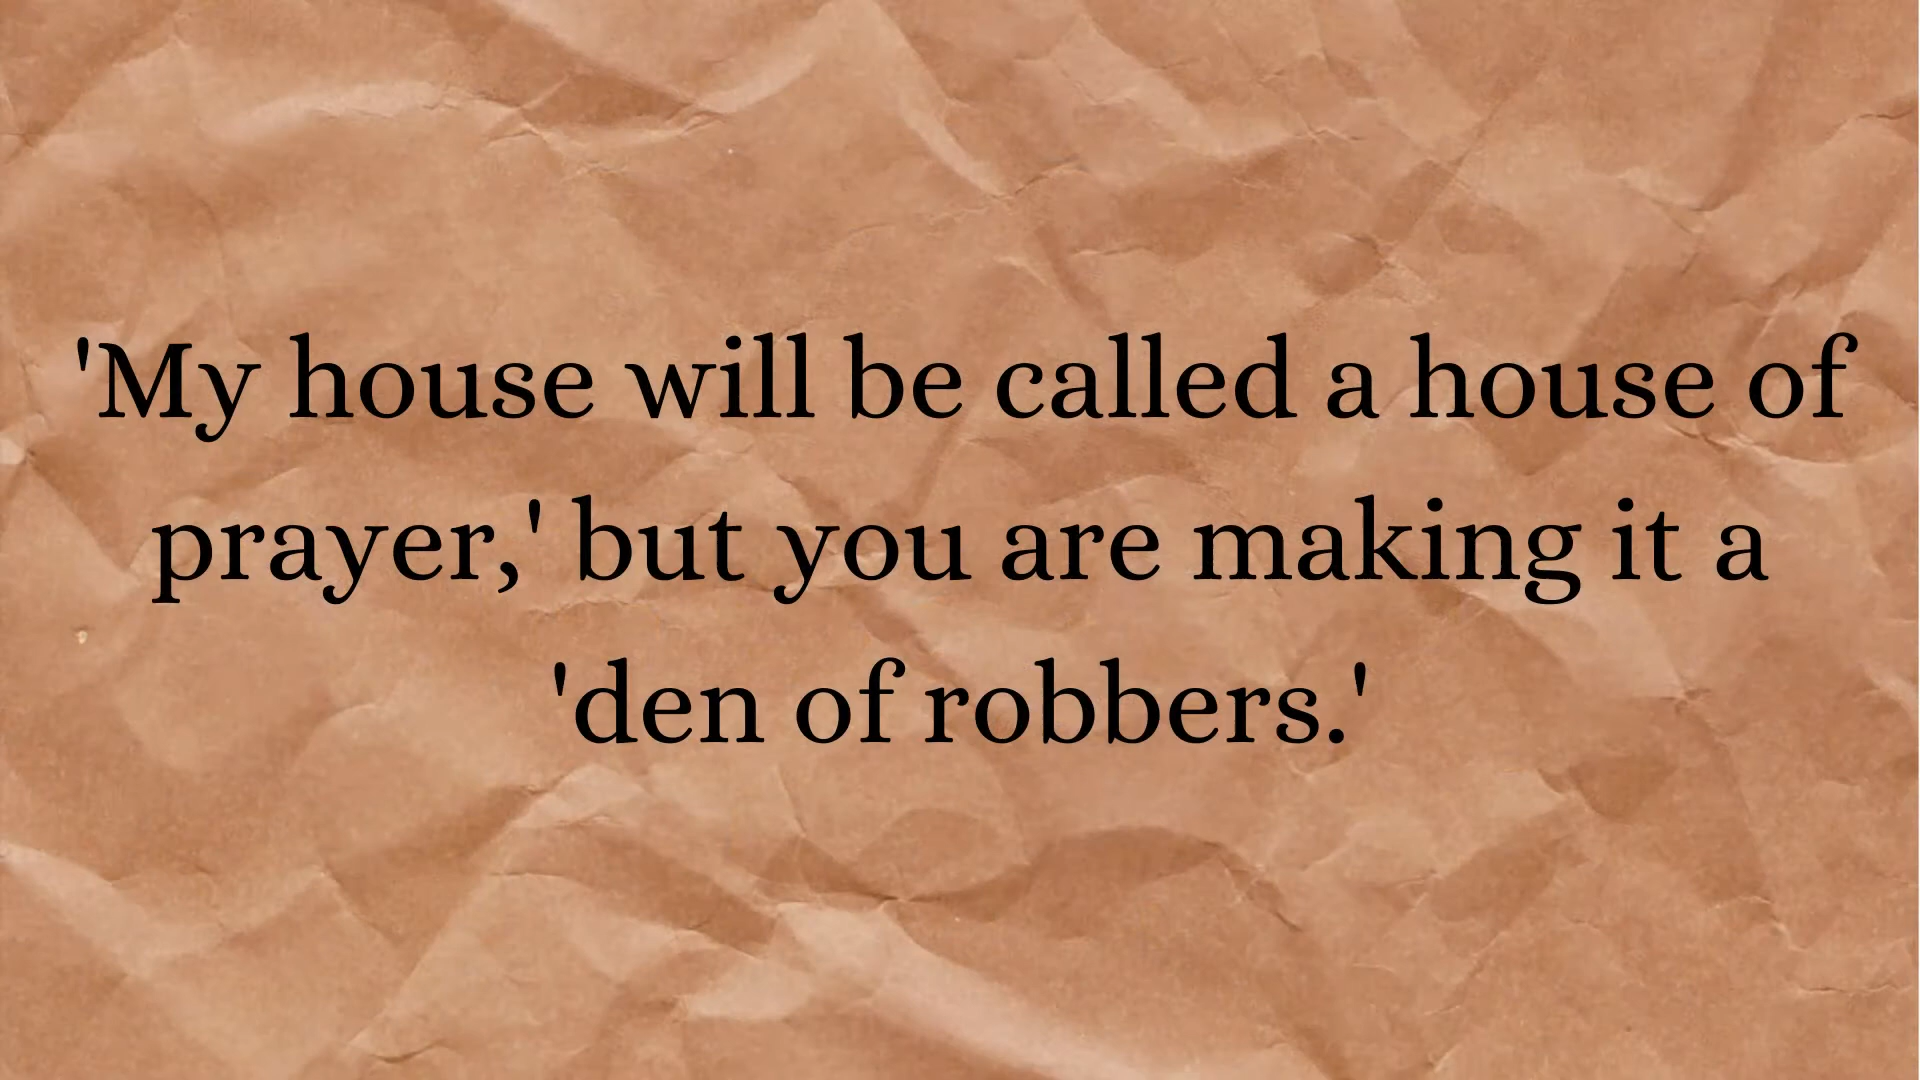 'My house will be called a house of
prayer,' but you are making it a
'den of robbers.'